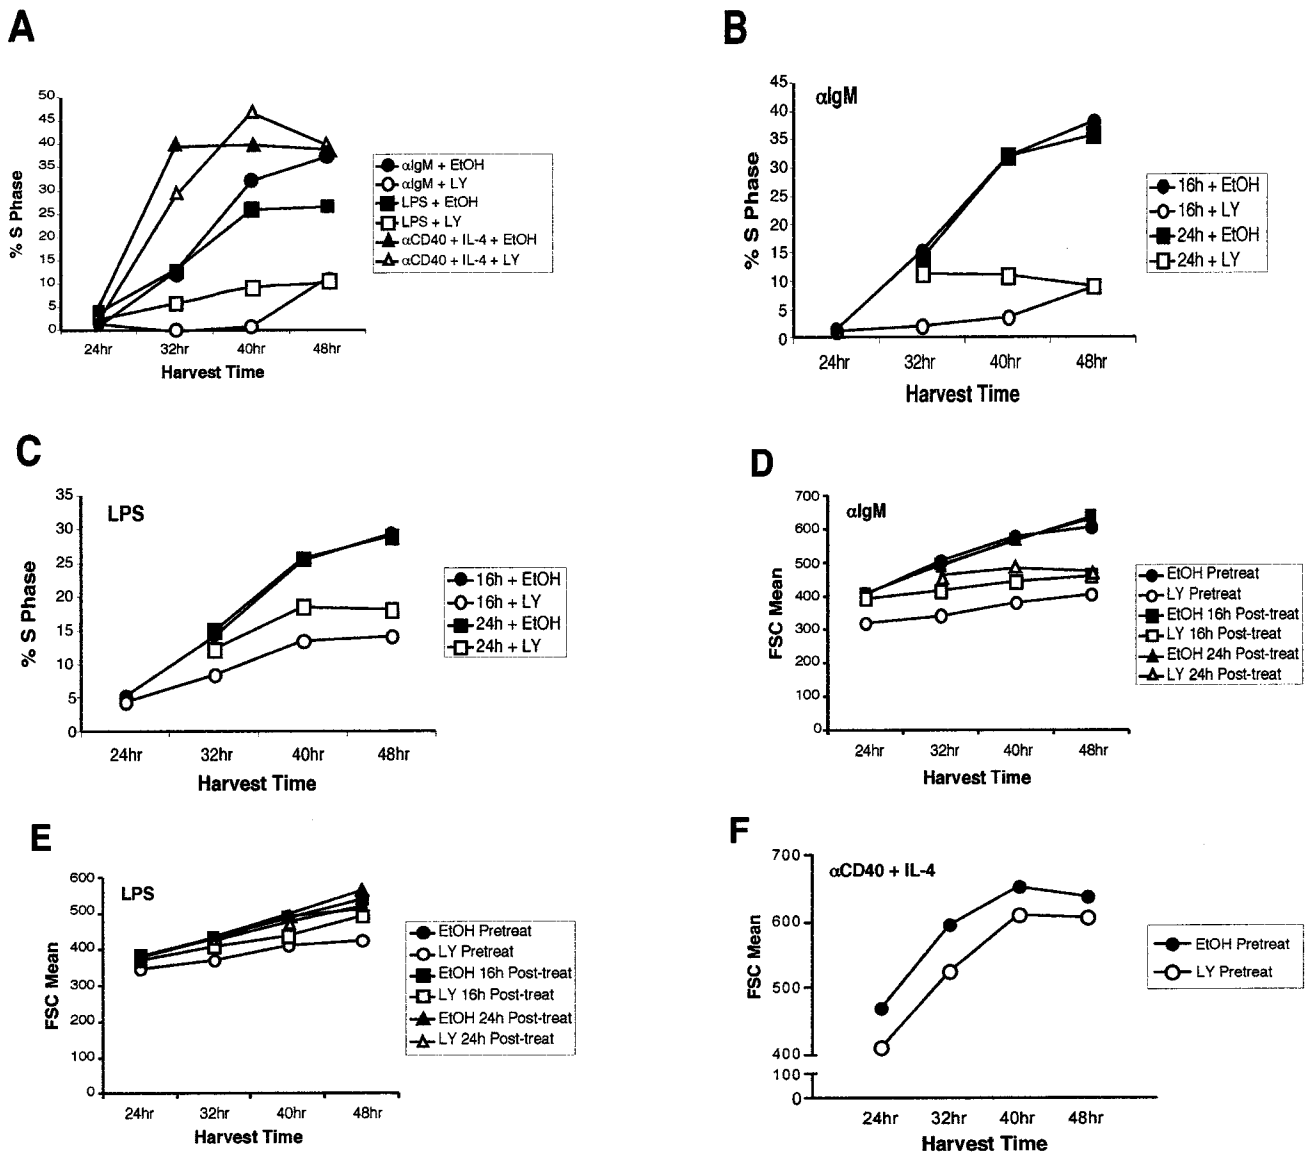 A
50
45
40
35
30
25
20
15
10
5
0
% S Phase
24hr 32hr 40hr 48hr
Harvest Time
αIgM + EtOH
αIgM + LY
LPS + EtOH
LPS + LY
αCD40 + IL-4 + EtOH
αCD40 + IL-4 + LY
B
αIgM
45
40
35
30
25
20
15
10
5
0
% S Phase
24hr 32hr 40hr 48hr
Harvest Time
16h + EtOH
16h + LY
24h + EtOH
24h + LY
C
LPS
35
30
25
20
15
10
5
0
% S Phase
24hr 32hr 40hr 48hr
Harvest Time
16h + EtOH
16h + LY
24h + EtOH
24h + LY
D
αIgM
700
600
500
400
300
200
100
0
FSC Mean
24hr 32hr 40hr 48hr
Harvest Time
EtOH Pretreat
LY Pretreat
EtOH 16h Post-treat
LY 16h Post-treat
EtOH 24h Post-treat
LY 24h Post-treat
E
LPS
600
500
400
300
200
100
0
FSC Mean
24hr 32hr 40hr 48hr
Harvest Time
EtOH Pretreat
LY Pretreat
EtOH 16h Post-treat
LY 16h Post-treat
EtOH 24h Post-treat
LY 24h Post-treat
F
αCD40 + IL-4
700
600
500
400
100
0
FSC Mean
24hr 32hr 40hr 48hr
Harvest Time
EtOH Pretreat
LY Pretreat